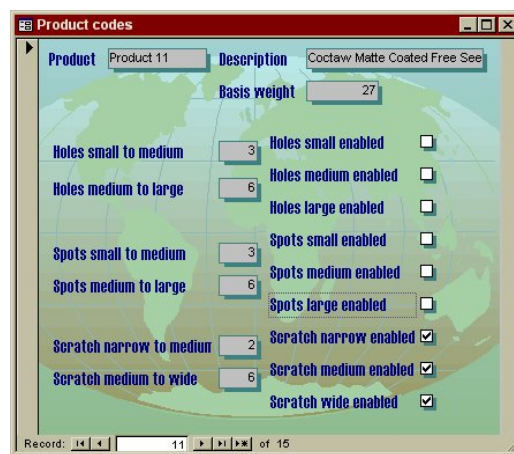 Product codes
Product Product 11 Description Coctaw Matte Coated Free See
Basis weight 27
Holes small to medium 3 Holes small enabled
Holes medium to large 6 Holes medium enabled
Holes large enabled
Spots small to medium 3 Spots small enabled
Spots medium to large 6 Spots medium enabled
Spots large enabled
Scratch narrow to medium 2 Scratch narrow enabled
Scratch medium to wide 6 Scratch medium enabled
Scratch wide enabled
Record: 11 of 15